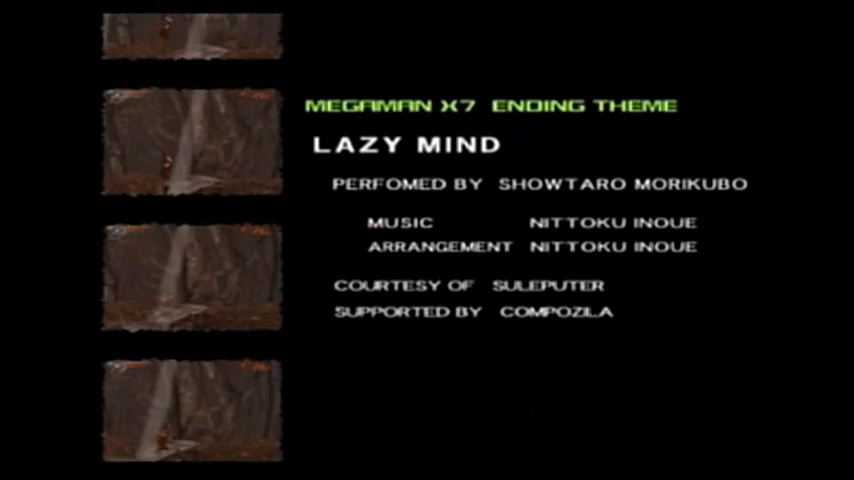 MEGAMAN X7 ENDING THEME
LAZY MIND
PERFOMED BY SHOWTARO MORIKUBO
MUSIC NITTOKU INOUE
ARRANGEMENT NITTOKU INOUE
COURTESY OF SULEPUTER
SUPPORTED BY COMPOZILA